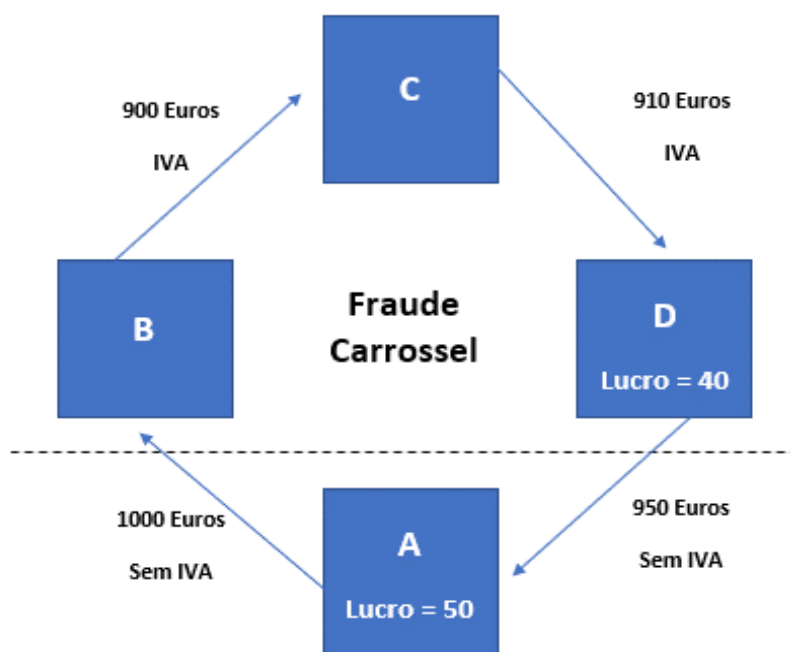 C
900 Euros
IVA
910 Euros
IVA
B
Fraude
Carrossel
D
Lucro = 40
1000 Euros
Sem IVA
A
Lucro = 50
950 Euros
Sem IVA